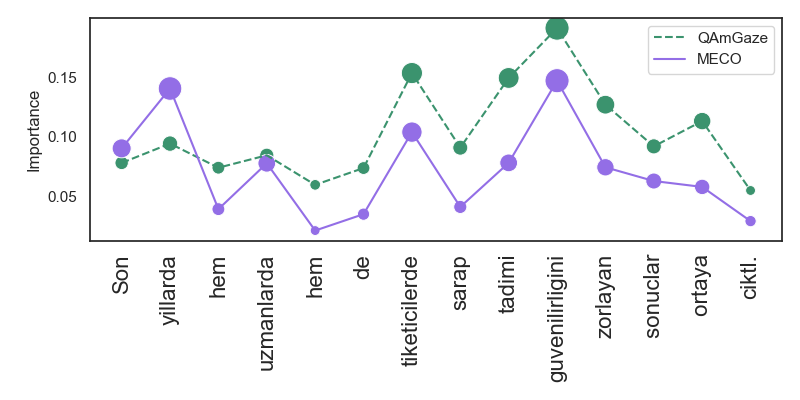 QAmGaze
MECO
0.15
0.10
0.05
Importance
Son
yillarda
hem
uzmanlarda
hem
de
tiketicilerde
sarap
tadimi
guvenilirligini
zorlayan
sonuclar
ortaya
ciktl.